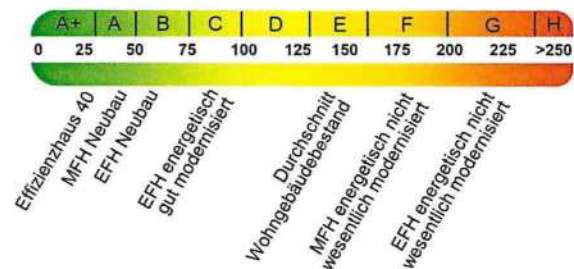 A+ A B C D E F G H
0 25 50 75 100 125 150 175 200 225 >250
Effizienzhaus 40
MFH Neubau
EFH Neubau
EFH energetisch
gut modernisiert
Durchschnitt
Wohngebäudebestand
MFH energetisch nicht
wesentlich modernisiert
EFH energetisch nicht
wesentlich modernisiert